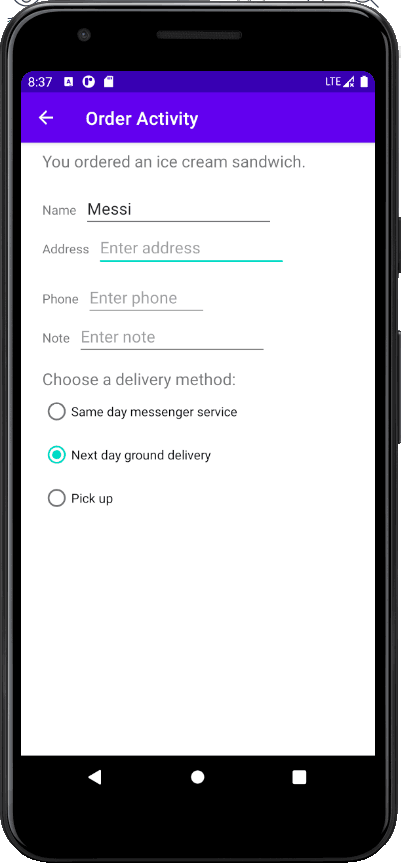 8:37 LTE
Order Activity
You ordered an ice cream sandwich.
Name Messi
Address Enter address
Phone Enter phone
Note Enter note
Choose a delivery method:
Same day messenger service
Next day ground delivery
Pick up